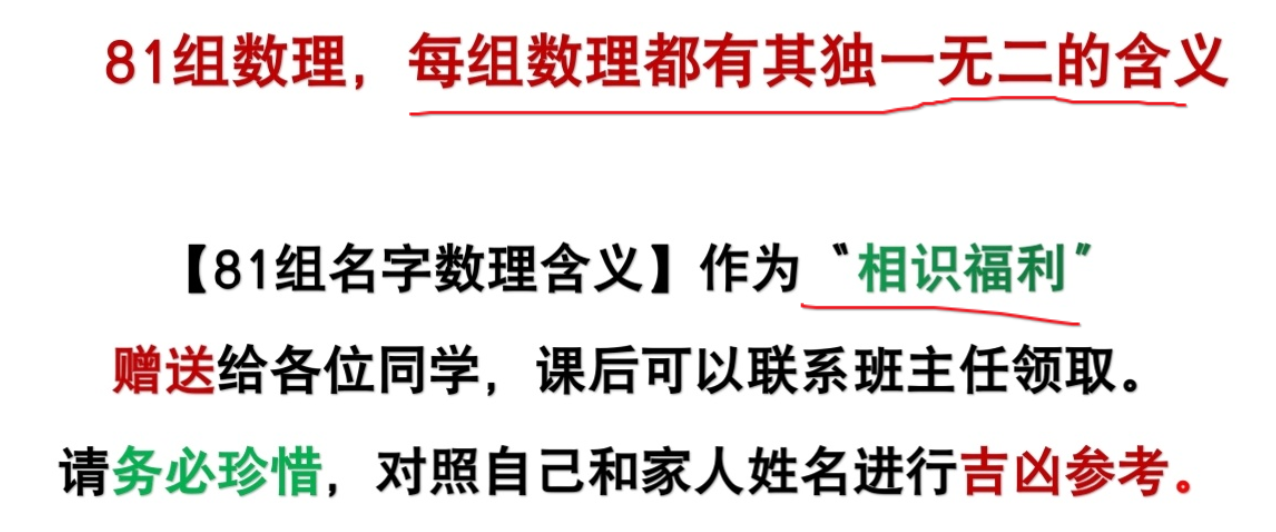 81组数理，每组数理都有其独一无二的含义
【81组名字数理含义】作为〝相识福利〞
赠送给各位同学，课后可以联系班主任领取。
请务必珍惜，对照自己和家人姓名进行吉凶参考。